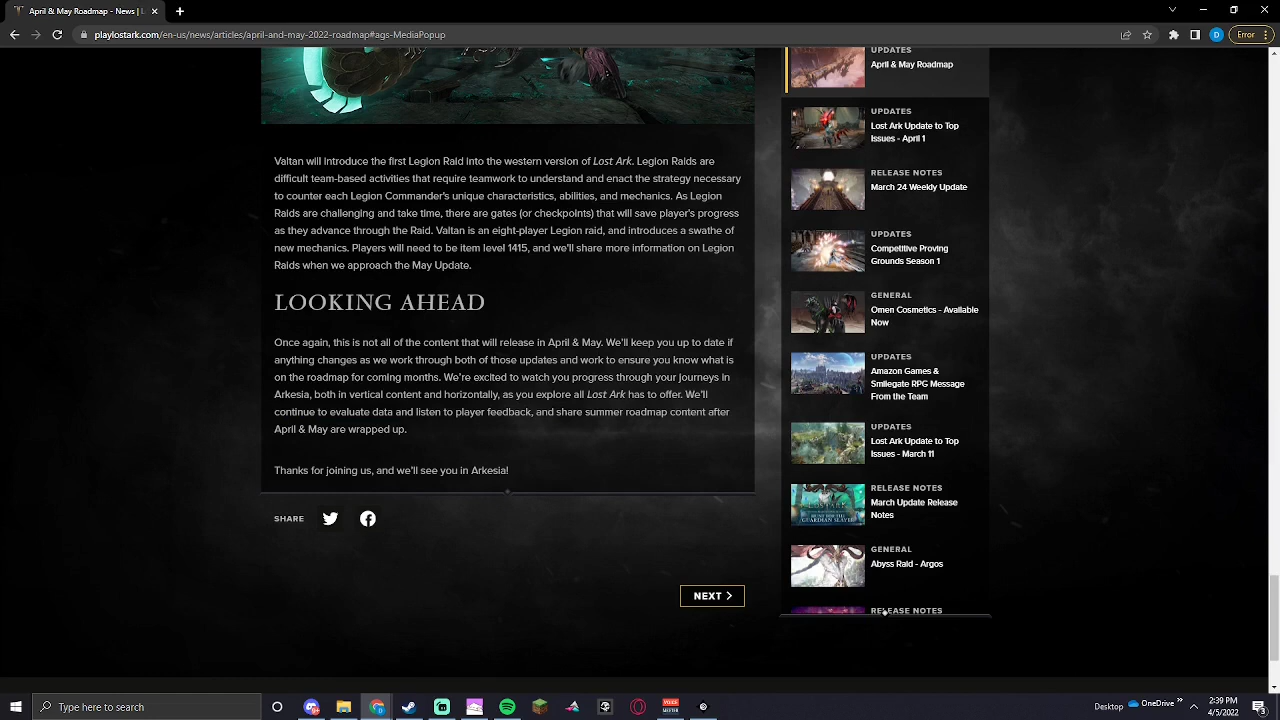 April & May Roadmap - News | L
playlostark.com/en-us/news/articles/april-and-may-2022-roadmap#ags-MediaPopup
D
Error
Valtan will introduce the first Legion Raid into the western version of Lost Ark. Legion Raids are
difficult team-based activities that require teamwork to understand and enact the strategy necessary
to counter each Legion Commander's unique characteristics, abilities, and mechanics. As Legion
Raids are challenging and take time, there are gates (or checkpoints) that will save player's progress
as they advance through the Raid. Valtan is an eight-player Legion raid, and introduces a swathe of
new mechanics. Players will need to be item level 1415, and we'll share more information on Legion
Raids when we approach the May Update.
LOOKING AHEAD
Once again, this is not all of the content that will release in April & May. We'll keep you up to date if
anything changes as we work through both of those updates and work to ensure you know what is
on the roadmap for coming months. We're excited to watch you progress through your journeys in
Arkesia, both in vertical content and horizontally, as you explore all Lost Ark has to offer. We'll
continue to evaluate data and listen to player feedback, and share summer roadmap content after
April & May are wrapped up.
Thanks for joining us, and we'll see you in Arkesia!
SHARE
NEXT
UPDATES
April & May Roadmap
UPDATES
Lost Ark Update to Top
Issues - April 1
RELEASE NOTES
March 24 Weekly Update
UPDATES
Competitive Proving
Grounds Season 1
GENERAL
Omen Cosmetics - Available
Now
UPDATES
Amazon Games &
Smilegate RPG Message
From the Team
UPDATES
Lost Ark Update to Top
Issues - March 11
LOST ARK
GUARDIAN SLAYER
RELEASE NOTES
March Update Release
Notes
GENERAL
Abyss Raid - Argos
RELEASE NOTES
Type here to search
Desktop
OneDrive
2:39 PM
4/5/2022